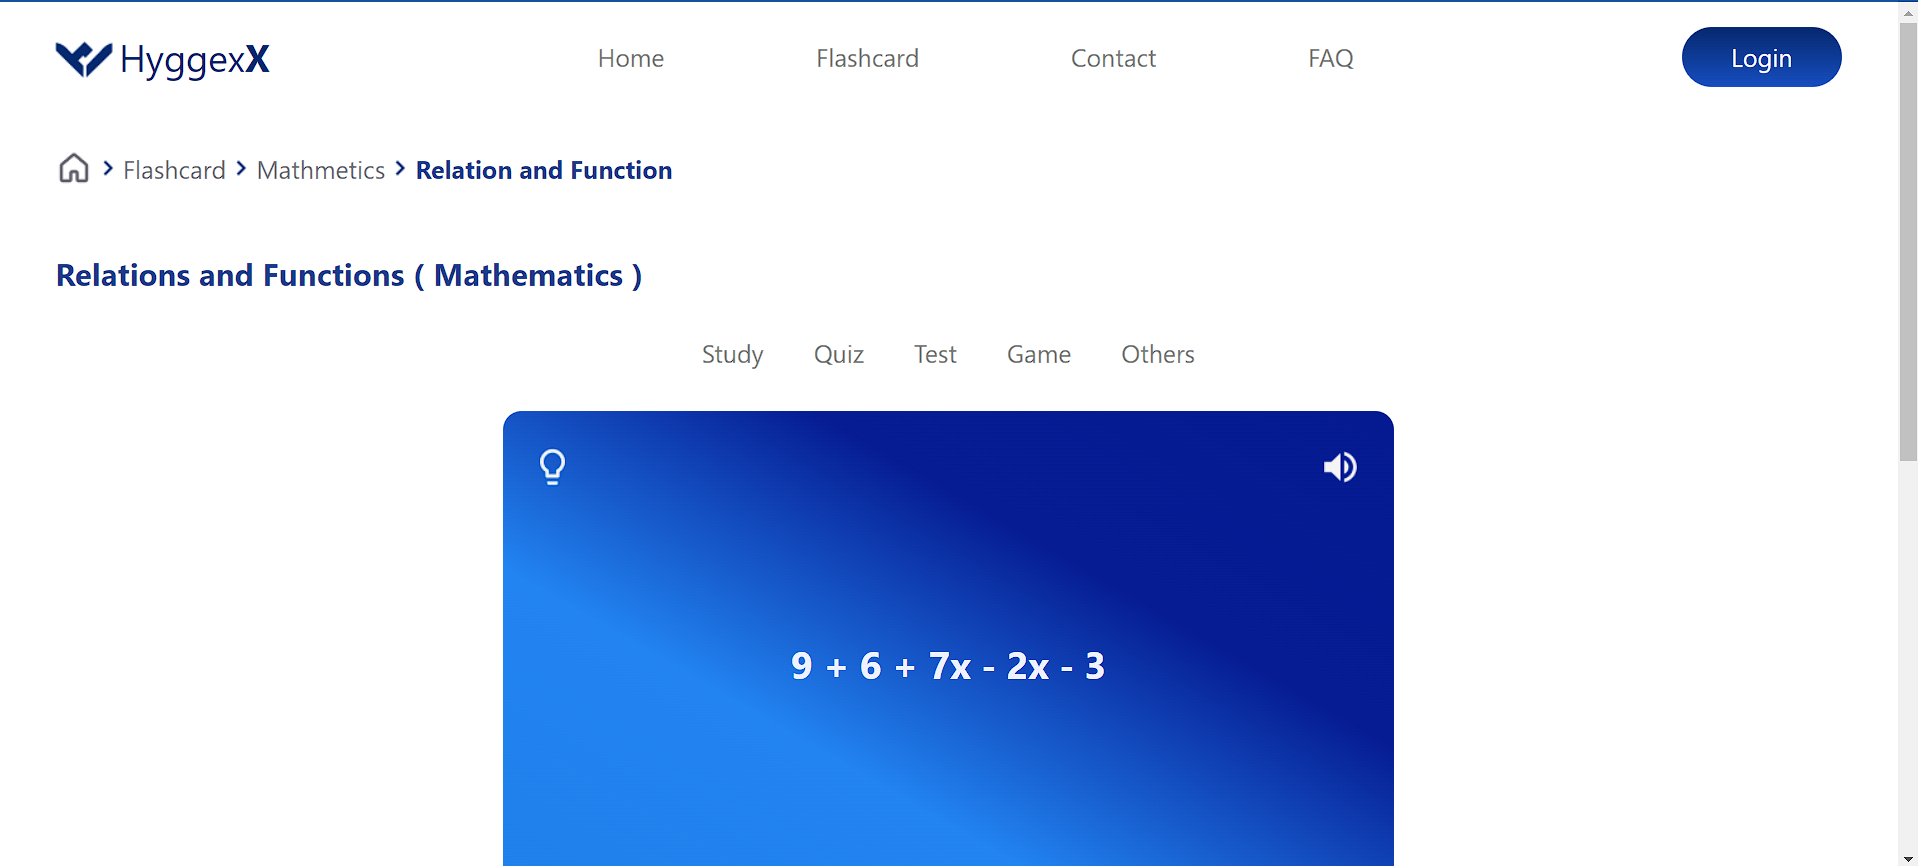 HyggexX
Home Flashcard Contact FAQ Login
Flashcard Mathmetics Relation and Function
Relations and Functions ( Mathematics )
Study Quiz Test Game Others
9 + 6 + 7x - 2x - 3